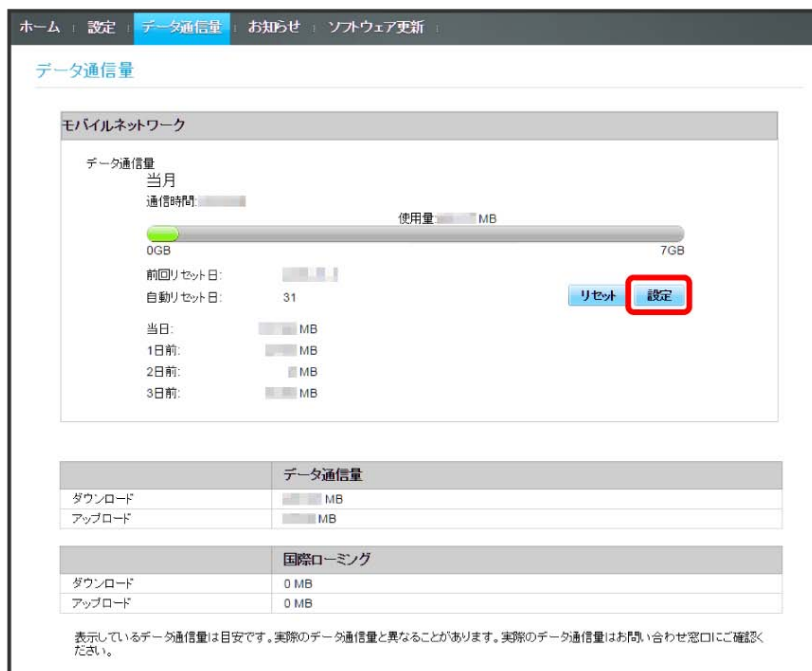 ホーム 設定 データ通信量 お知らせ ソフトウェア更新
データ通信量
モバイルネットワーク
データ通信量
当月
通信時間:
使用量: MB
0GB 7GB
前回リセット日:
自動リセット日: 31 リセット 設定
当日: MB
1日前: MB
2日前: MB
3日前: MB
データ通信量
ダウンロード MB
アップロード MB
国際ローミング
ダウンロード 0 MB
アップロード 0 MB
表示しているデータ通信量は目安です。実際のデータ通信量と異なることがあります。実際のデータ通信量はお問い合わせ窓口にご確認く
ださい。